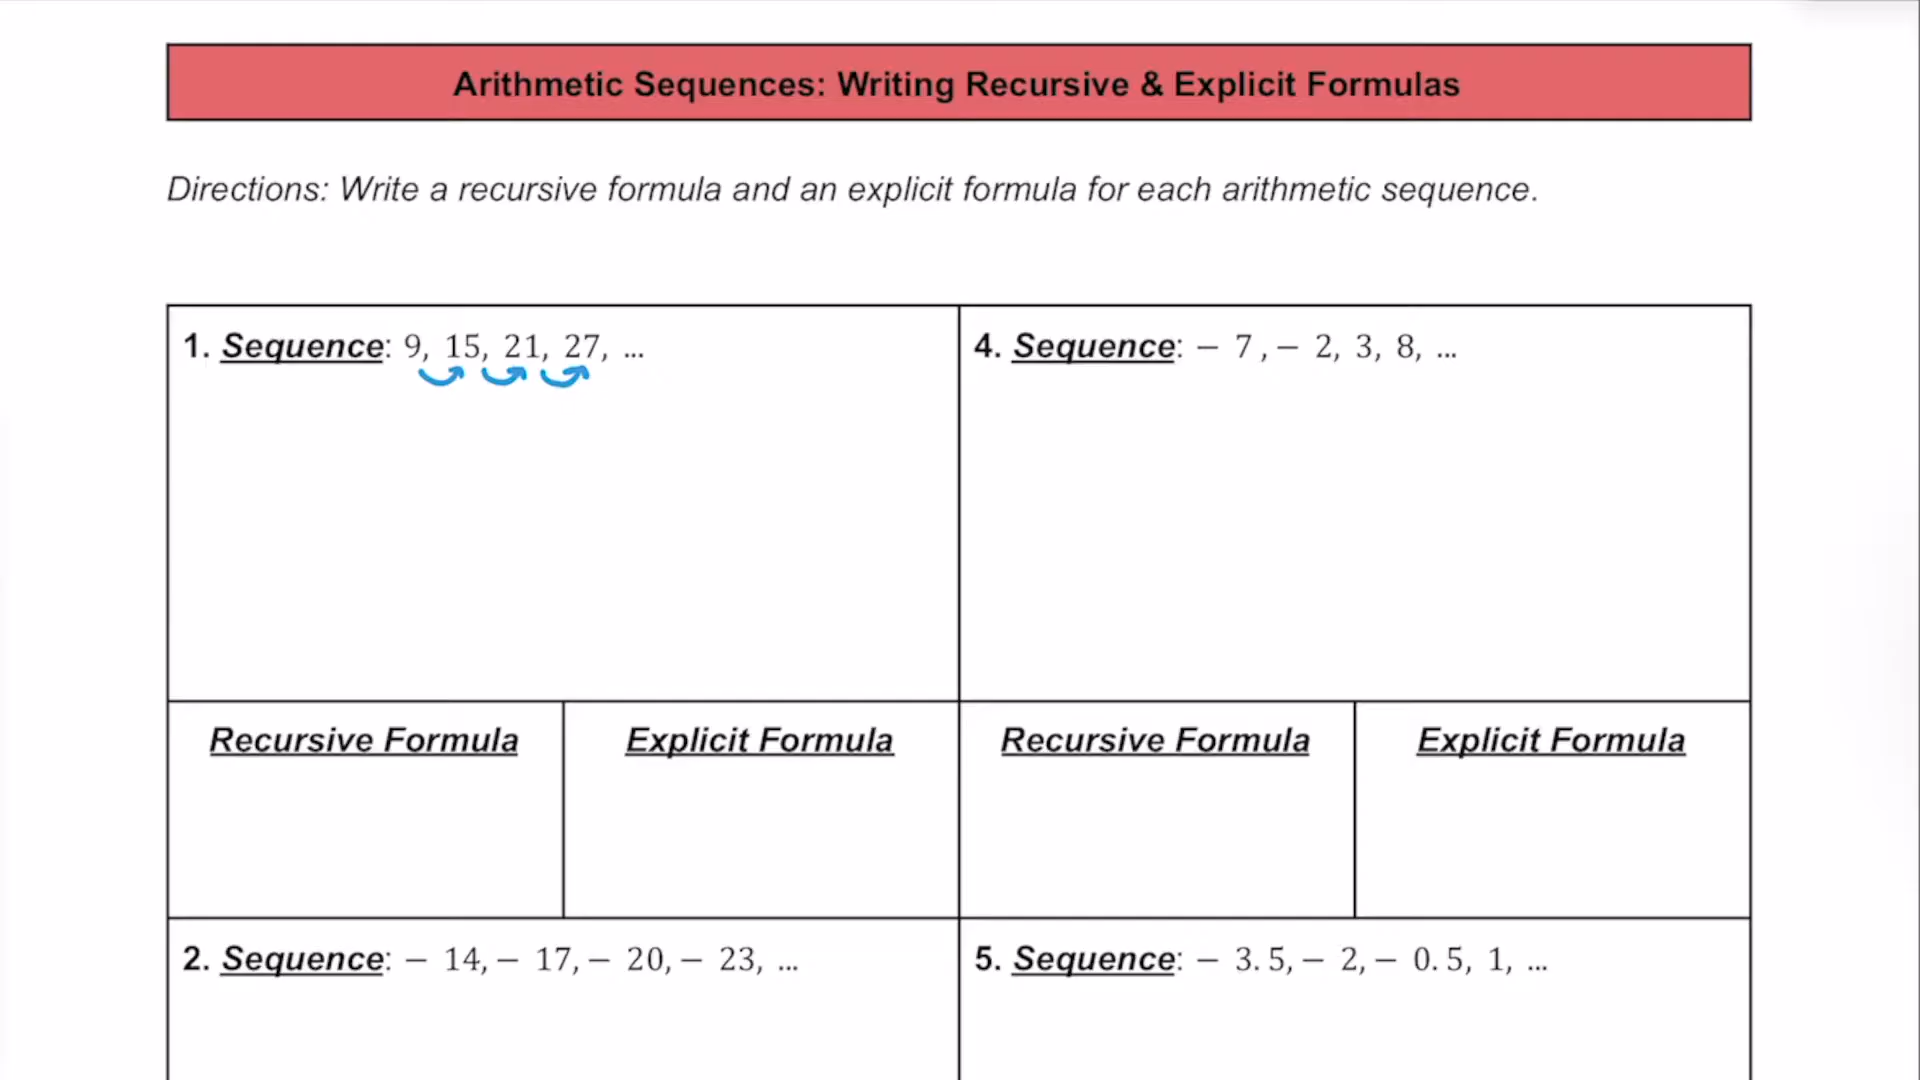 Arithmetic Sequences: Writing Recursive & Explicit Formulas
Directions: Write a recursive formula and an explicit formula for each arithmetic sequence.
1. Sequence: 9, 15, 21, 27, ...
4. Sequence: − 7 , − 2, 3, 8, ...
Recursive Formula
Explicit Formula
Recursive Formula
Explicit Formula
2. Sequence: − 14, − 17, − 20, − 23, ...
5. Sequence: − 3. 5, − 2, − 0. 5, 1, ...